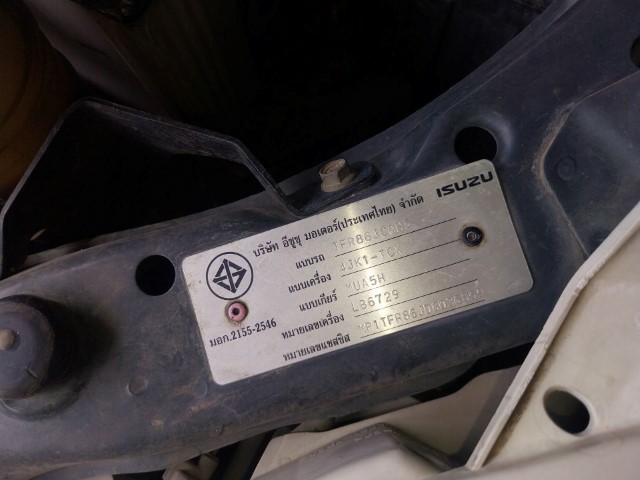 ISUZU
บริษัท อีซูซุ มอเตอร์(ประเทศไทย) จำกัด
แบบรถ
แบบเครื่อง 4JK1-TCX
แบบเกียร์ MUA5H
หมายเลขเครื่อง LB6729
หมายเลขแชสซิส
มอก.2155-2546